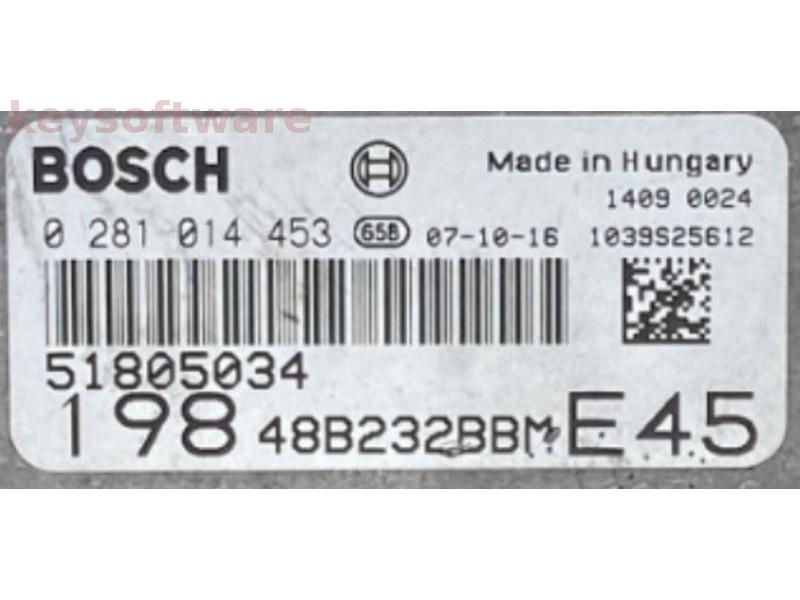 keysoftware
BOSCH Made in Hungary
1409 0024
0 281 014 453 G5B 07-10-16 1039S25612
51805034
198 48B232BBM E45